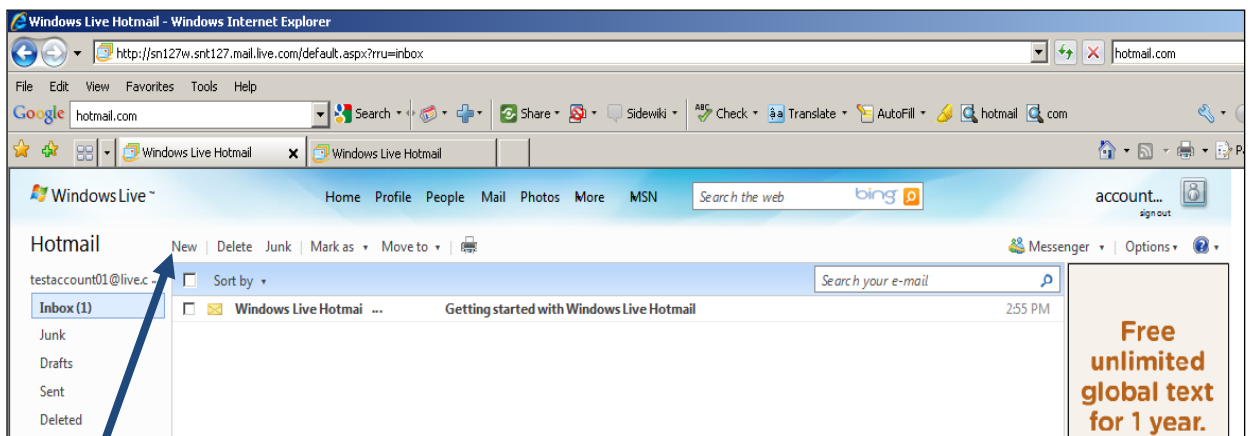 Windows Live Hotmail - Windows Internet Explorer
http://sn127w.snt127.mail.live.com/default.aspx?rru=inbox hotmail.com
File Edit View Favorites Tools Help
Google hotmail.com Search Share Sidewiki ABC Check Translate AutoFill hotmail com
Windows Live Hotmail Windows Live Hotmail
Windows Live Home Profile People Mail Photos More MSN Search the web bing account...
sign out
Hotmail New | Delete Junk | Mark as Move to | Messenger | Options
testaccount01@live.c Sort by Search your e-mail
Inbox (1) Windows Live Hotmai ... Getting started with Windows Live Hotmail 2:55 PM
Junk
Drafts
Sent
Deleted
Free
unlimited
global text
for 1 year.